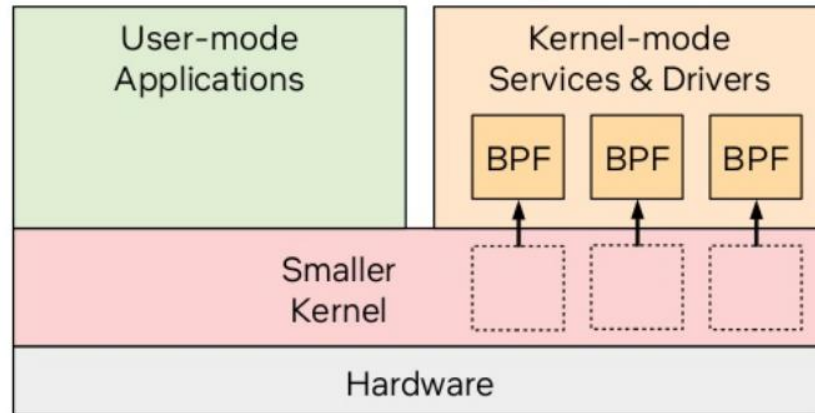 User-mode
Applications
Kernel-mode
Services & Drivers
BPF
BPF
BPF
Smaller
Kernel
Hardware